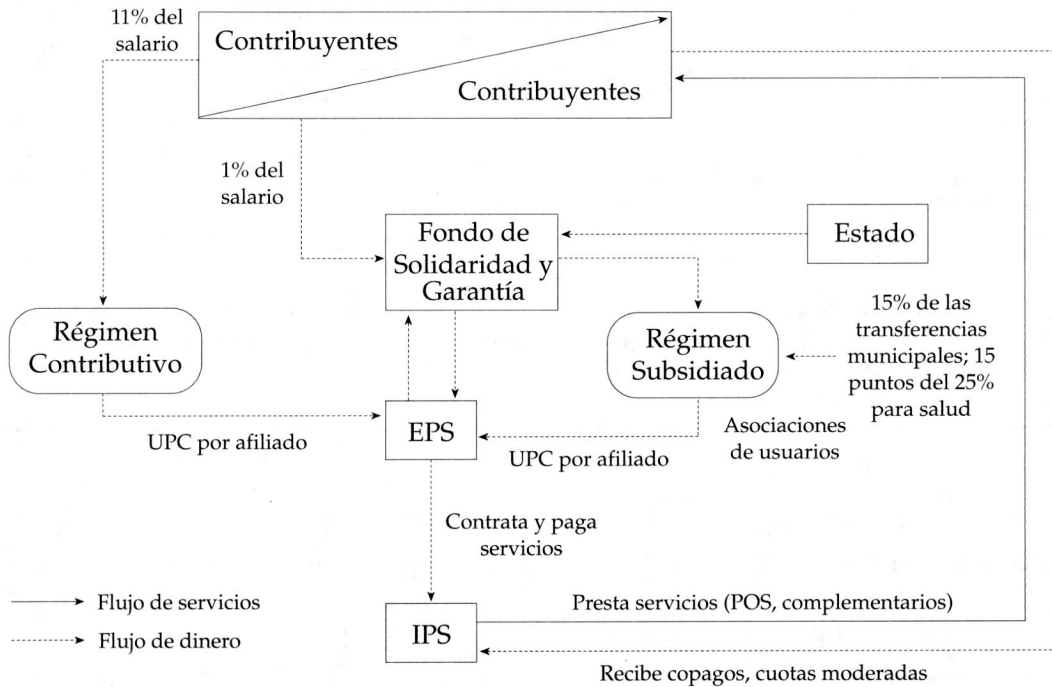 11% del
salario
Contribuyentes
Contribuyentes
1% del
salario
Fondo de
Solidaridad y
Garantía
Estado
Régimen
Contributivo
Régimen
Subsidiado
15% de las
transferencias
municipales; 15
puntos del 25%
para salud
UPC por afiliado
EPS
UPC por afiliado
Asociaciones
de usuarios
Contrata y paga
servicios
Flujo de servicios
Flujo de dinero
IPS
Presta servicios (POS, complementarios)
Recibe copagos, cuotas moderadas